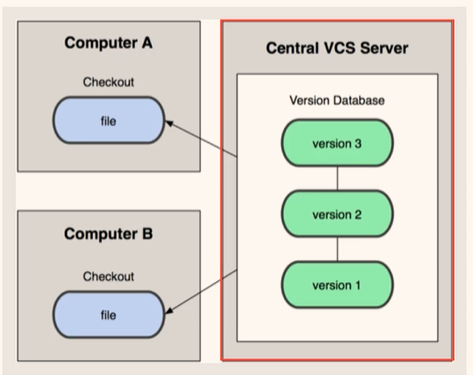 Computer A
Checkout
file
Computer B
Checkout
file
Central VCS Server
Version Database
version 3
version 2
version 1